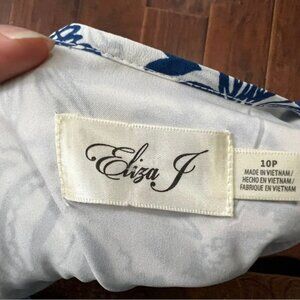 Eliza J
10P
MADE IN VIETNAM/
HECHO EN VIETNAM/
FABRIQUE EN VIETNAM